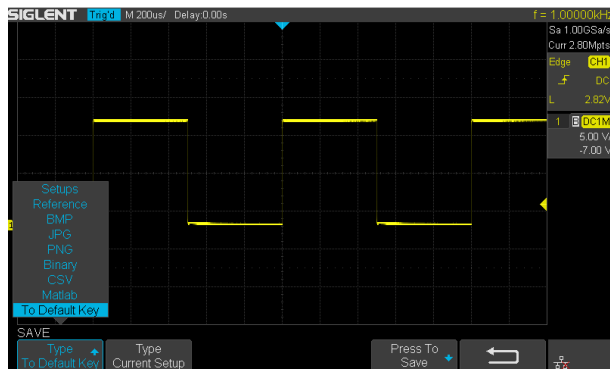 SIGLENT Trig'd M 200us/ Delay:0.00s f = 1.00000kHz
Sa 1.00GSa/s
Curr 2.80Mpts
Edge CH1
DC
L 2.82V
1 B DC1M
5.00 V/
-7.00 V
Setups
Reference
BMP
JPG
PNG
Binary
CSV
Matlab
To Default Key
SAVE
Type Type Press To
To Default Key Current Setup Save